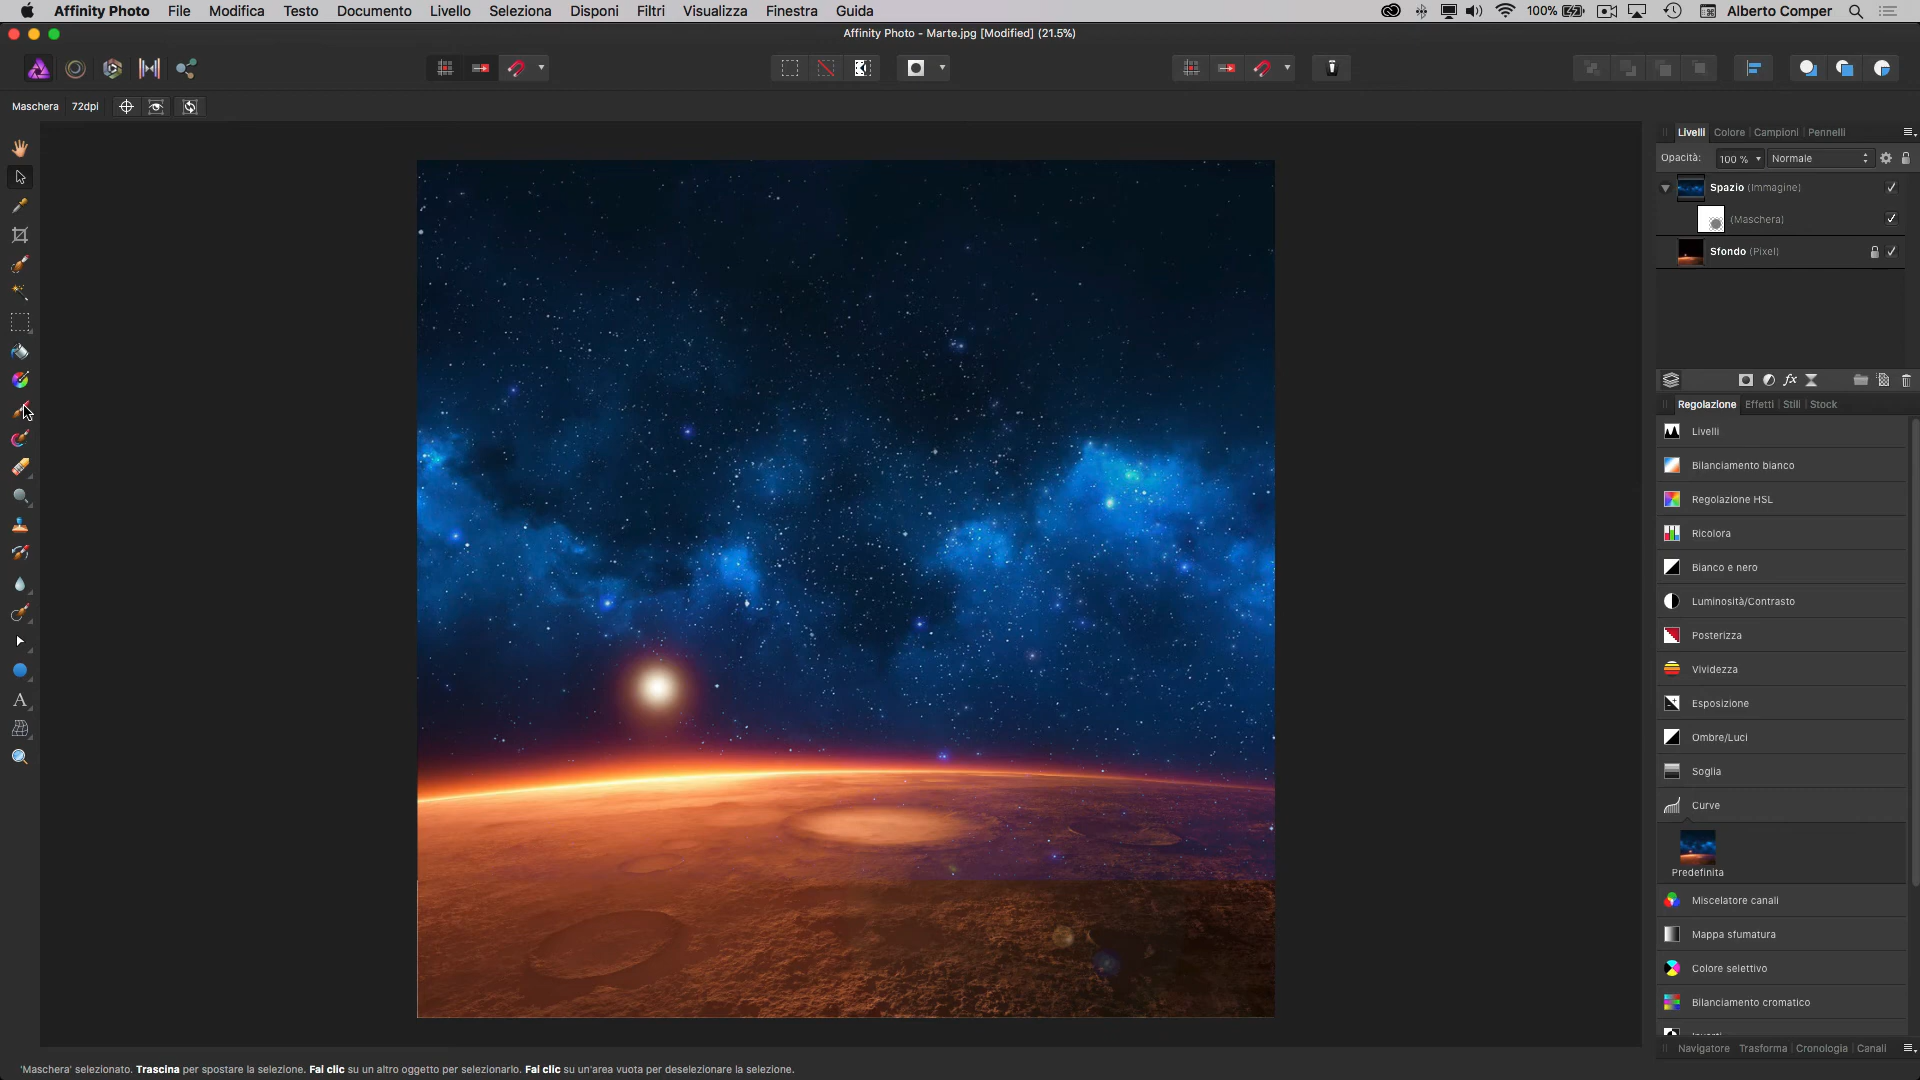 Affinity Photo File Modifica Testo Documento Livello Seleziona Disponi Filtri Visualizza Finestra Guida 100% Alberto Comper
Affinity Photo - Marte.jpg [Modified] (21.5%)
Maschera 72dpi
Livelli Colore Campioni Pennelli
Opacità: 100 % Normale
Spazio (Immagine)
(Maschera)
Sfondo (Pixel)
fx
Regolazione Effetti Stili Stock
Livelli
Bilanciamento bianco
Regolazione HSL
Ricolora
Bianco e nero
Luminosità/Contrasto
Posterizza
Vividezza
Esposizione
Ombre/Luci
Soglia
Curve
Predefinita
Miscelatore canali
Mappa sfumatura
Colore selettivo
Bilanciamento cromatico
Navigatore Trasforma Cronologia Canali
'Maschera' selezionato. Trascina per spostare la selezione. Fai clic su un altro oggetto per selezionarlo. Fai clic su un'area vuota per deselezionare la selezione.